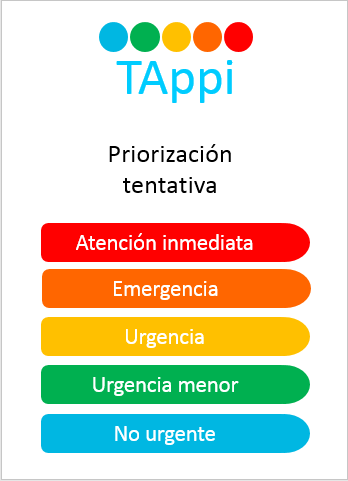 TAppi
Priorización
tentativa
Atención inmediata
Emergencia
Urgencia
Urgencia menor
No urgente